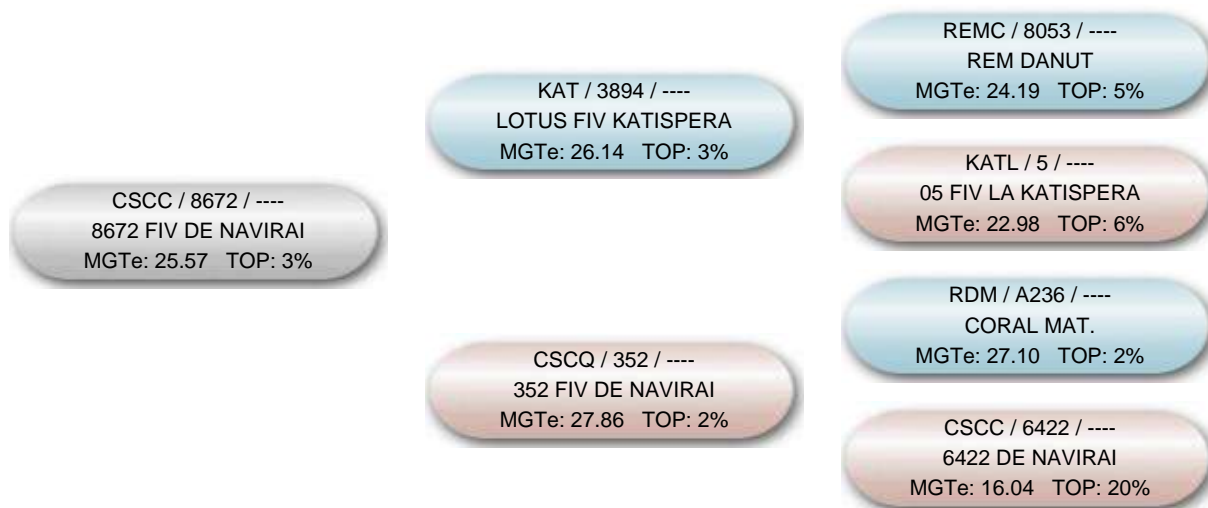 CSCC / 8672 / ----
8672 FIV DE NAVIRAI
MGTe: 25.57 TOP: 3%
KAT / 3894 / ----
LOTUS FIV KATISPERA
MGTe: 26.14 TOP: 3%
CSCQ / 352 / ----
352 FIV DE NAVIRAI
MGTe: 27.86 TOP: 2%
REMC / 8053 / ----
REM DANUT
MGTe: 24.19 TOP: 5%
KATL / 5 / ----
05 FIV LA KATISPERA
MGTe: 22.98 TOP: 6%
RDM / A236 / ----
CORAL MAT.
MGTe: 27.10 TOP: 2%
CSCC / 6422 / ----
6422 DE NAVIRAI
MGTe: 16.04 TOP: 20%